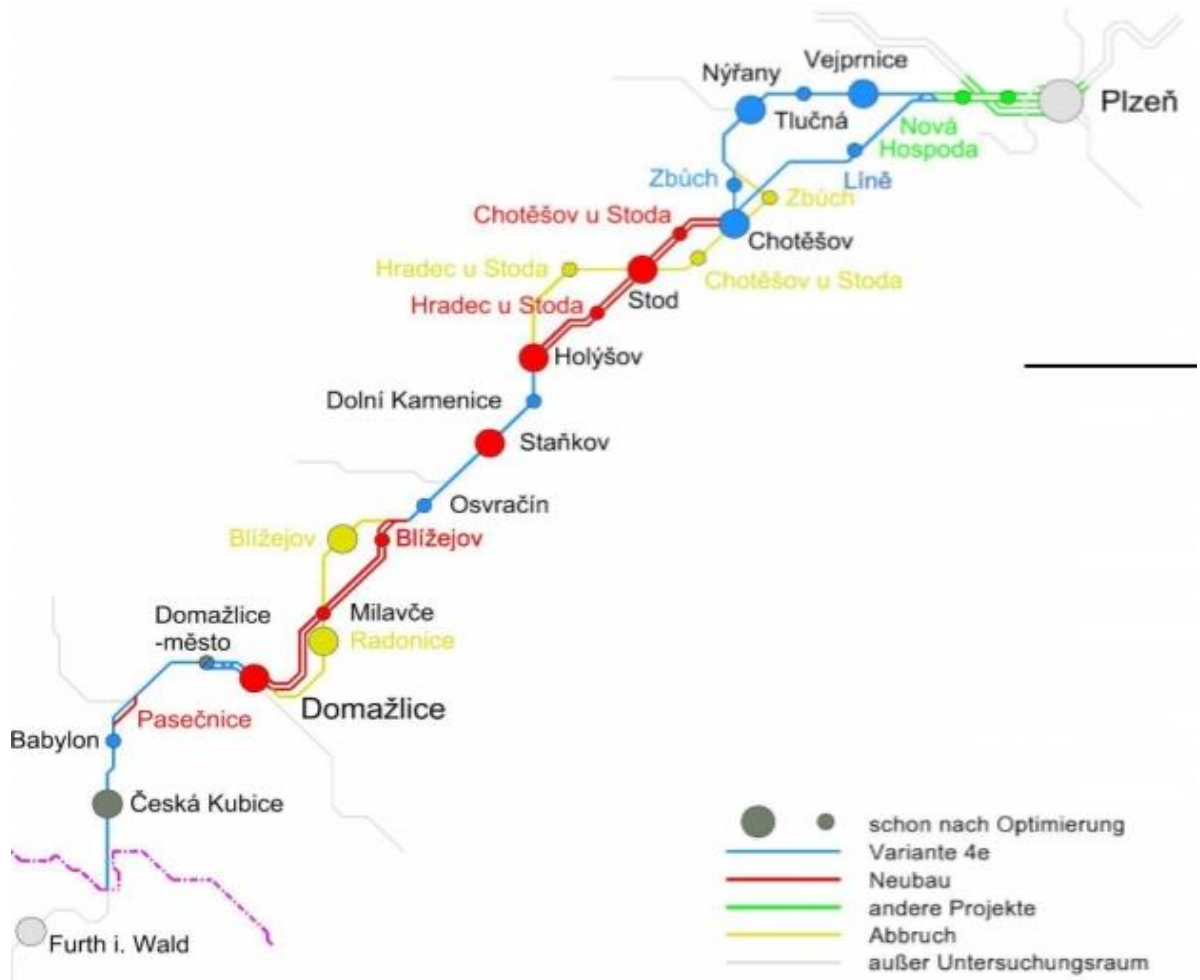 Vejprnice
Nýřany
Plzeň
Tlučná
Nová
Hospoda
Zbůch
Líně
Zbůch
Chotěšov u Stoda
Chotěšov
Hradec u Stoda
Chotěšov u Stoda
Stod
Hradec u Stoda
Holýšov
Dolní Kamenice
Staňkov
Osvračín
Blížejov
Blížejov
Domažlice
-město
Milavče
Radonice
Domažlice
Pasečnice
Babylon
Česká Kubice
Furth i. Wald
schon nach Optimierung
Variante 4e
Neubau
andere Projekte
Abbruch
außer Untersuchungsraum